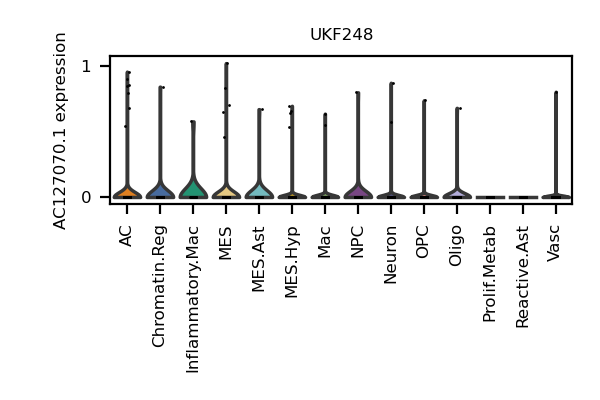 UKF248
AC127070.1 expression
1
0
AC
Chromatin.Reg
Inflammatory.Mac
MES
MES.Ast
MES.Hyp
Mac
NPC
Neuron
OPC
Oligo
Prolif.Metab
Reactive.Ast
Vasc